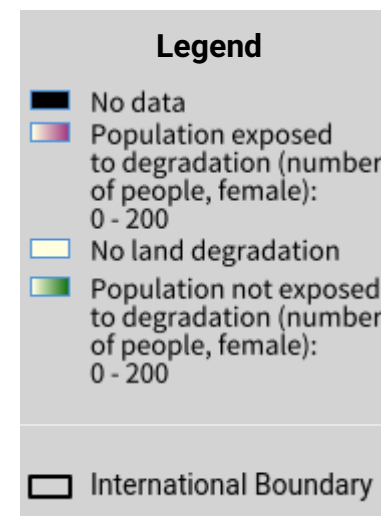 Legend
No data
Population exposed
to degradation (number
of people, female):
0 - 200
No land degradation
Population not exposed
to degradation (number
of people, female):
0 - 200
International Boundary